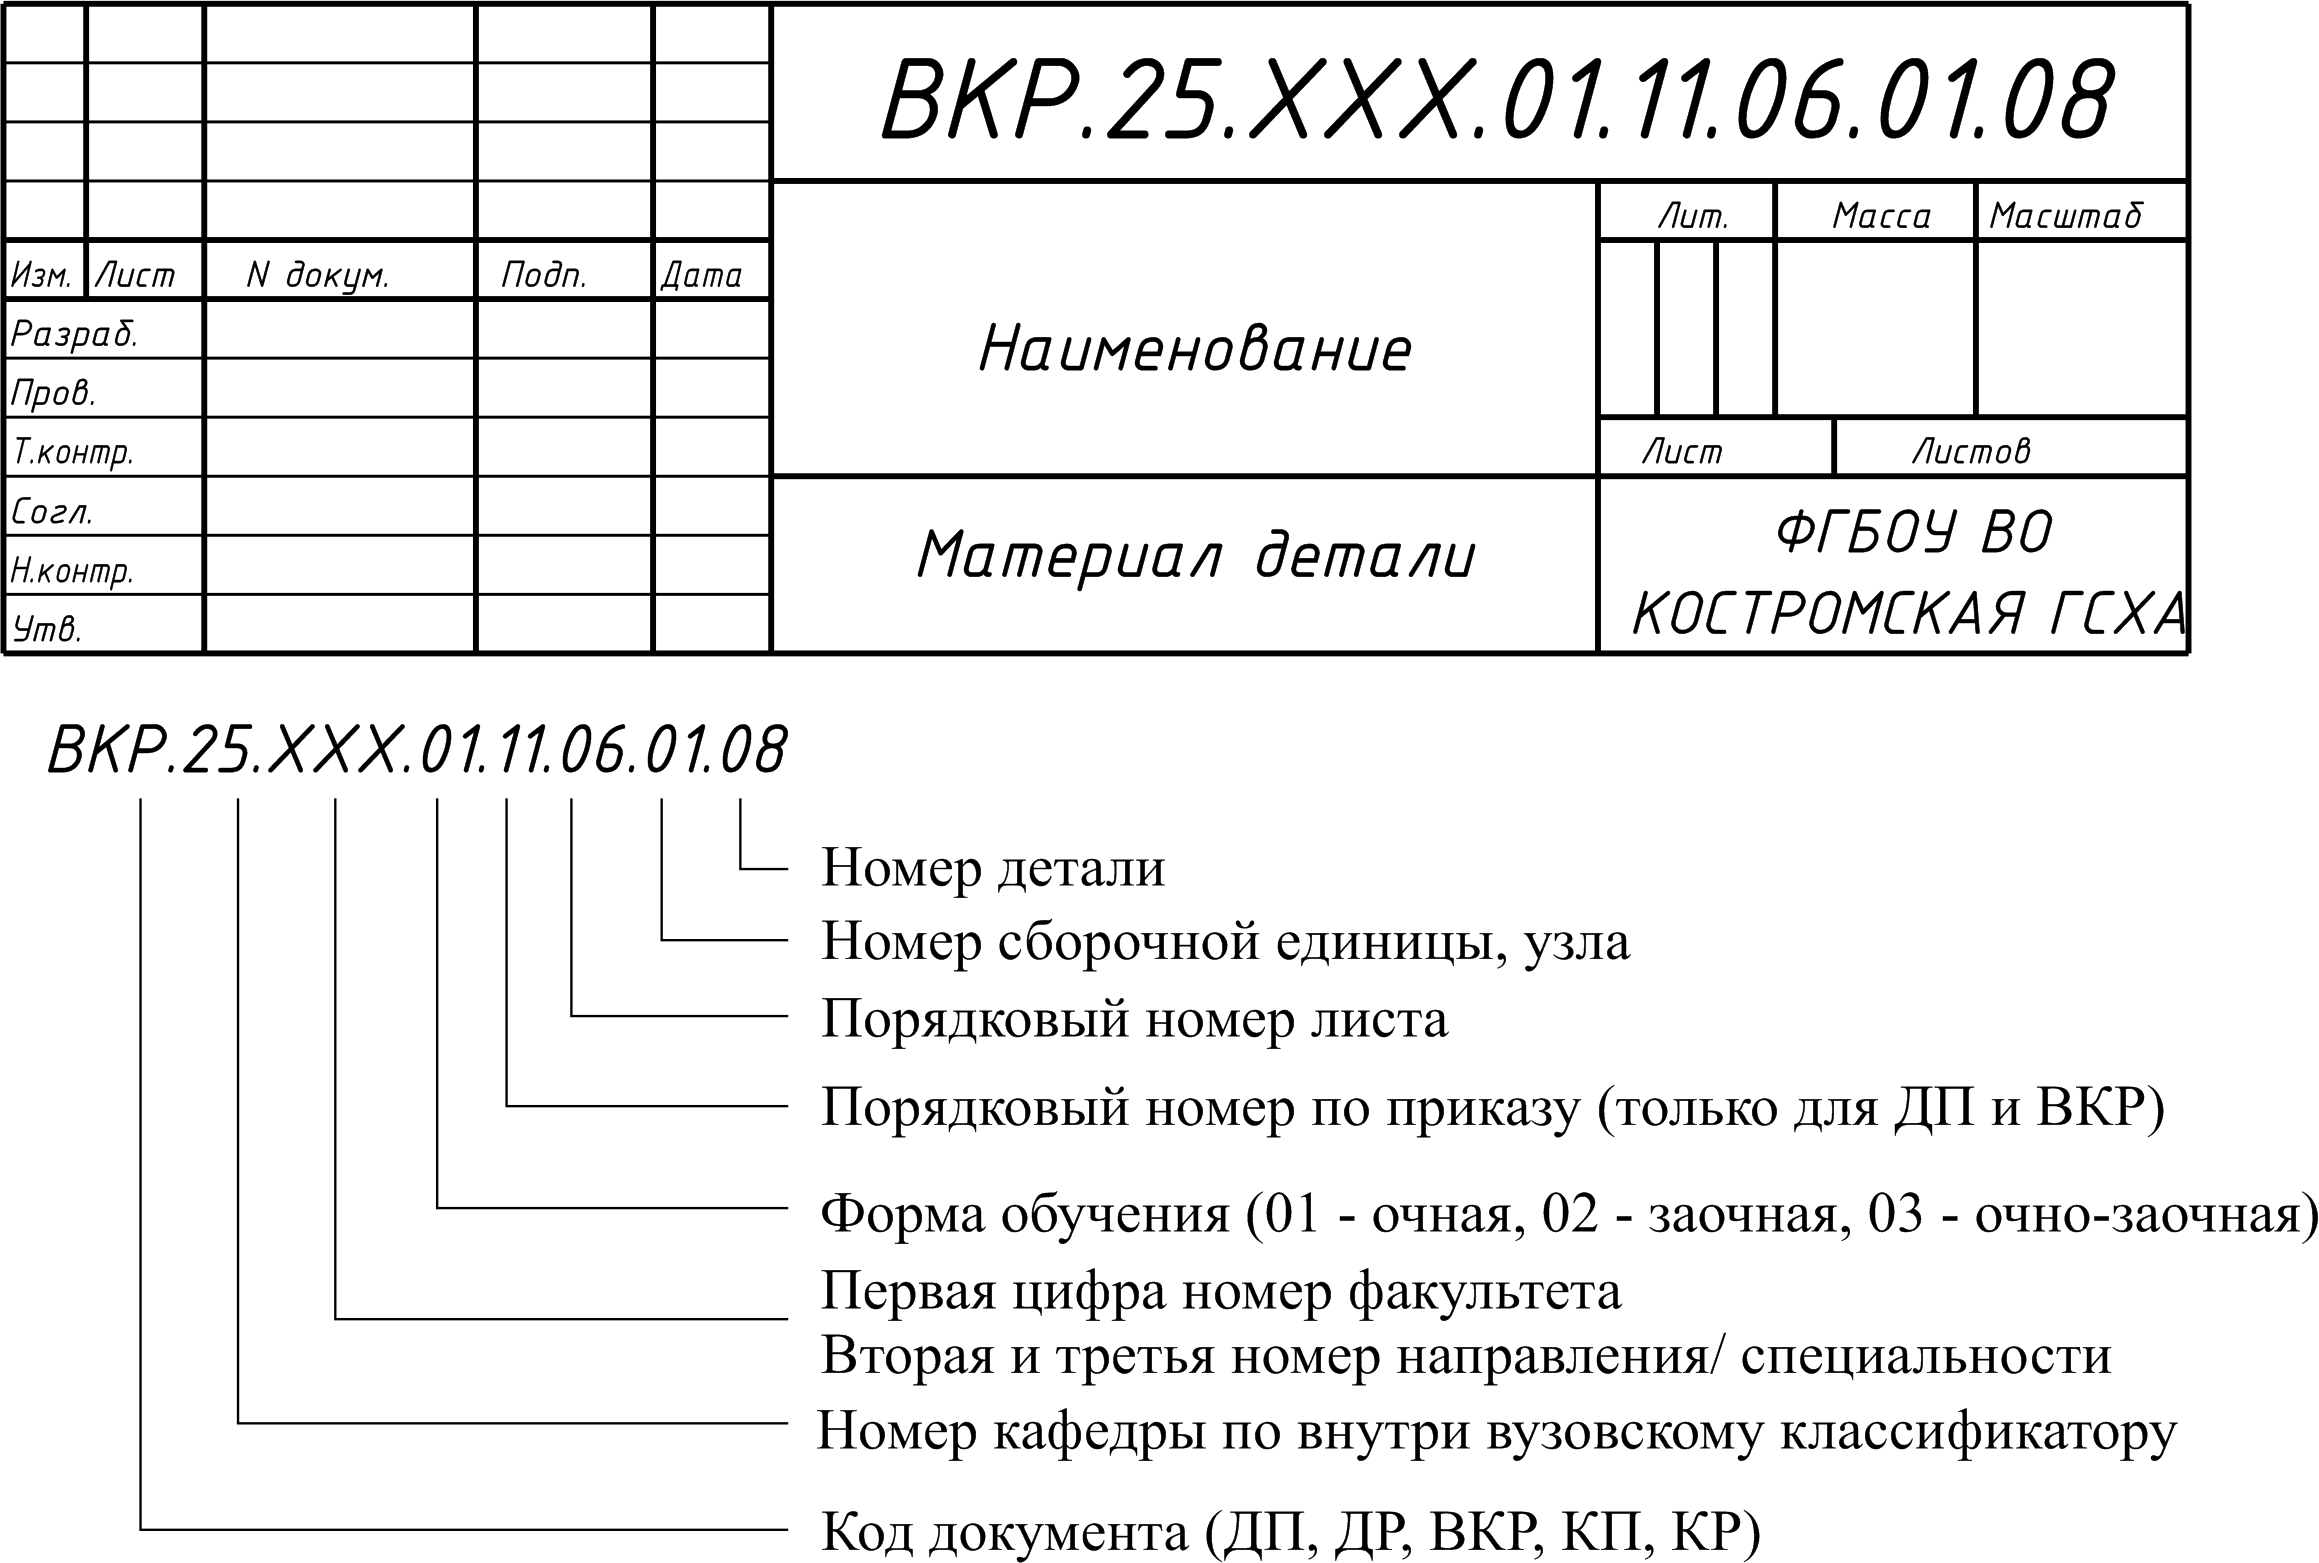 ВКР.25.ХХХ.01.11.06.01.08
Лит. Масса Масштаб
Изм. Лист N докум. Подп. Дата
Разраб.
Наименование
Пров.
Т.контр.
Лист Листов
Согл.
Материал детали
ФГБОУ ВО
Н.контр.
КОСТРОМСКАЯ ГСХА
Утв.
ВКР.25.ХХХ.01.11.06.01.08
Номер детали
Номер сборочной единицы, узла
Порядковый номер листа
Порядковый номер по приказу (только для ДП и ВКР)
Форма обучения (01 - очная, 02 - заочная, 03 - очно-заочная)
Первая цифра номер факультета
Вторая и третья номер направления/ специальности
Номер кафедры по внутри вузовскому классификатору
Код документа (ДП, ДР, ВКР, КП, КР)